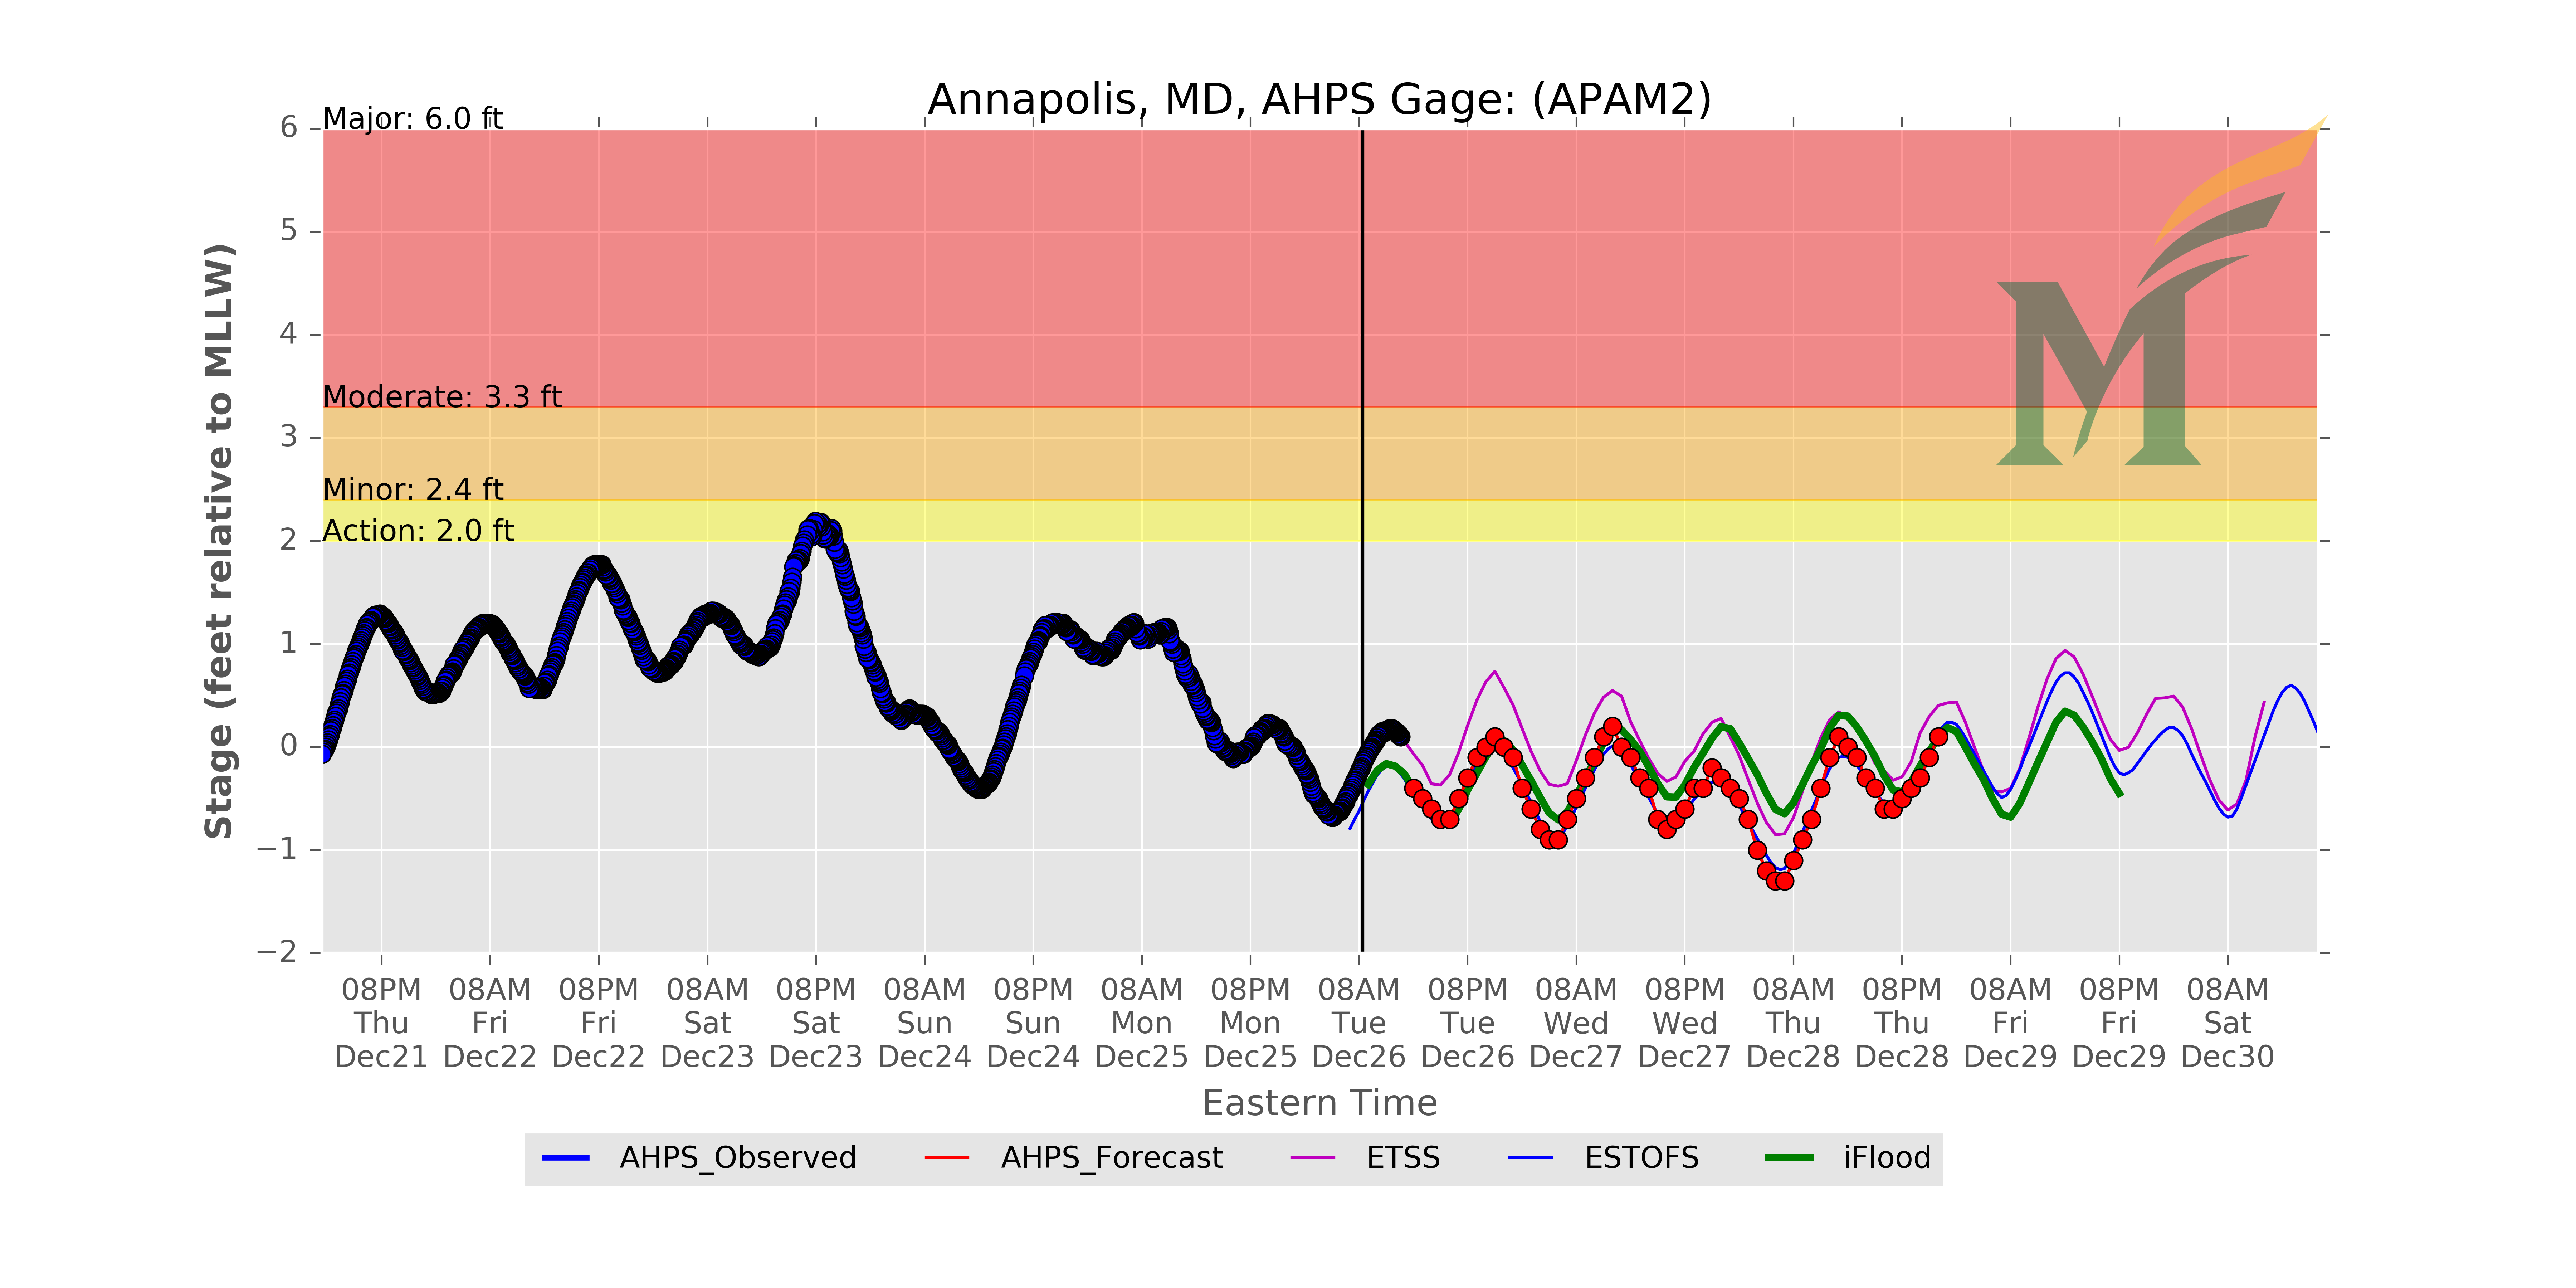 Annapolis, MD, AHPS Gage: (APAM2)
Major: 6.0 ft
Moderate: 3.3 ft
Minor: 2.4 ft
Action: 2.0 ft
6
5
4
3
2
1
0
−1
−2
Stage (feet relative to MLLW)
08PM 08AM 08PM 08AM 08PM 08AM 08PM 08AM 08PM 08AM 08PM 08AM 08PM 08AM 08PM 08AM 08PM 08AM
Thu Fri Fri Sat Sat Sun Sun Mon Mon Tue Tue Wed Wed Thu Thu Fri Fri Sat
Dec21 Dec22 Dec22 Dec23 Dec23 Dec24 Dec24 Dec25 Dec25 Dec26 Dec26 Dec27 Dec27 Dec28 Dec28 Dec29 Dec29 Dec30
Eastern Time
AHPS_Observed AHPS_Forecast ETSS ESTOFS iFlood
M